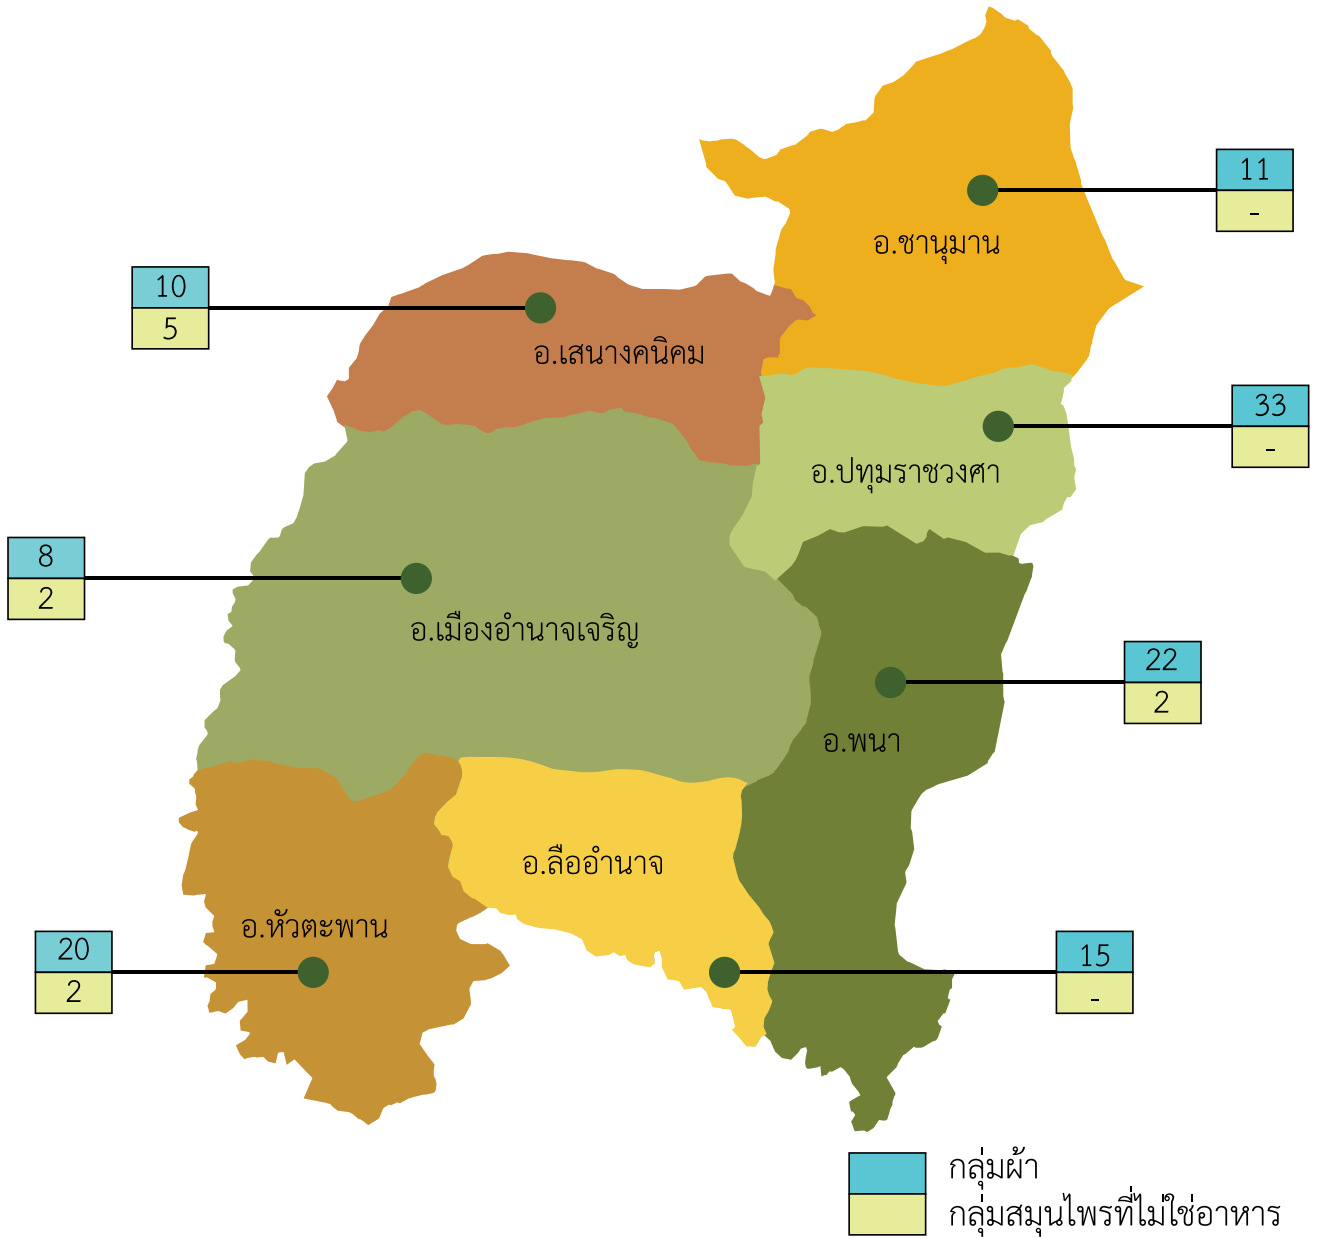 11
-
อ.ชานุมาน
10
5
อ.เสนางคนิคม
33
-
อ.ปทุมราชวงศา
8
2
อ.เมืองอำนาจเจริญ
22
2
อ.พนา
อ.ลืออำนาจ
อ.หัวตะพาน
20
2
15
-
กลุ่มผ้า
กลุ่มสมุนไพรที่ไม่ใช่อาหาร